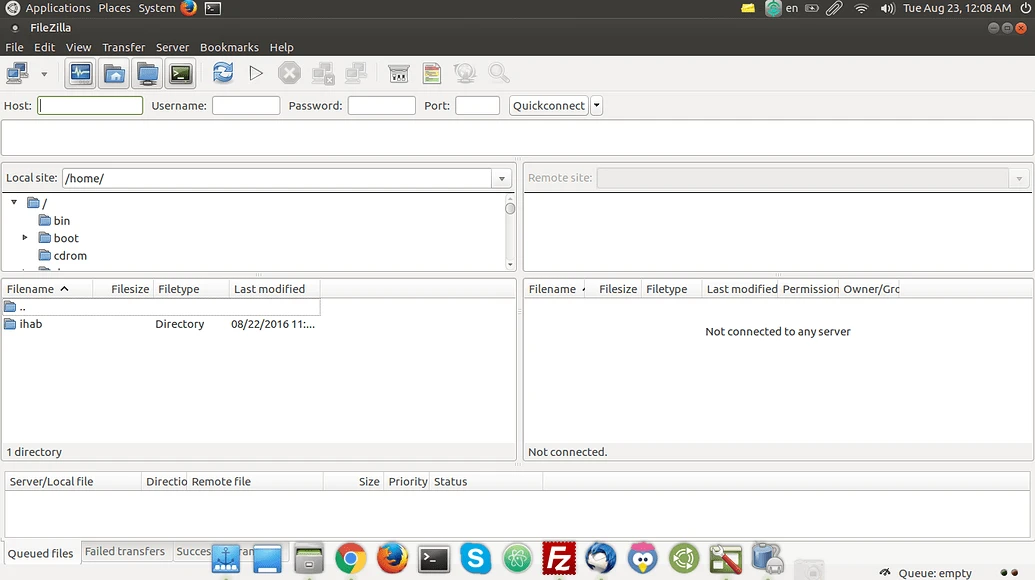 Applications Places System en Tue Aug 23, 12:08 AM
FileZilla
File Edit View Transfer Server Bookmarks Help
Host: Username: Password: Port: Quickconnect
Local site: /home/ Remote site:
/
bin
boot
cdrom
Filename Filesize Filetype Last modified Filename Filesize Filetype Last modified Permission Owner/Gro
..
ihab Directory 08/22/2016 11:...
Not connected to any server
1 directory Not connected.
Server/Local file Directio Remote file Size Priority Status
Queued files Failed transfers Succes
Queue: empty